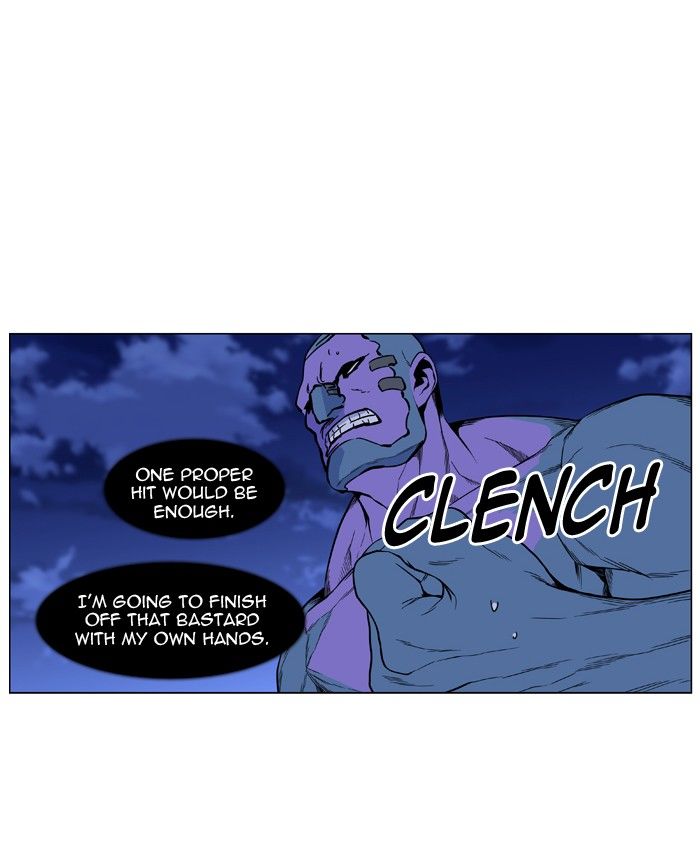 ONE PROPER
HIT WOULD BE
ENOUGH.
CLENCH
I'M GOING TO FINISH
OFF THAT BASTARD
WITH MY OWN HANDS.